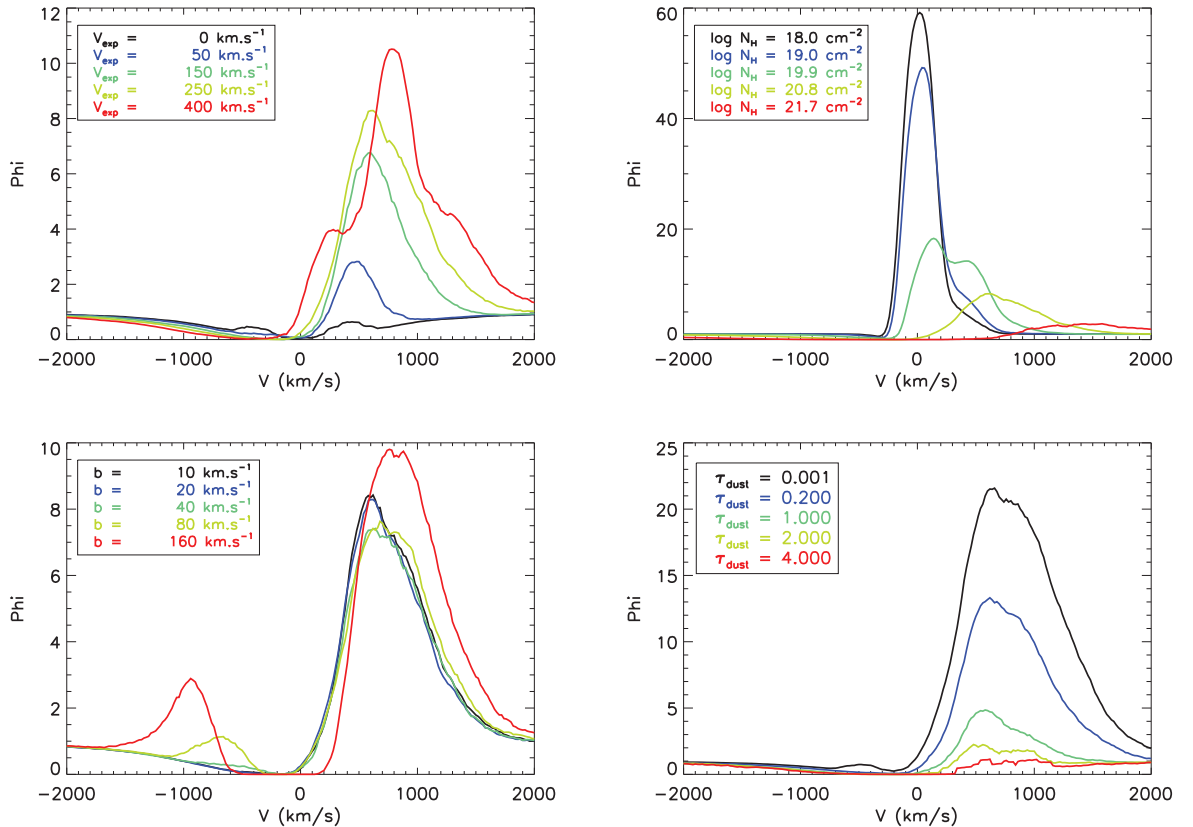 12
10
8
6
4
2
0
Phi
V_exp = 0 km.s⁻¹
V_exp = 50 km.s⁻¹
V_exp = 150 km.s⁻¹
V_exp = 250 km.s⁻¹
V_exp = 400 km.s⁻¹
−2000 −1000 0 1000 2000
V (km/s)
60
40
20
0
Phi
log N_H = 18.0 cm⁻²
log N_H = 19.0 cm⁻²
log N_H = 19.9 cm⁻²
log N_H = 20.8 cm⁻²
log N_H = 21.7 cm⁻²
−2000 −1000 0 1000 2000
V (km/s)
10
8
6
4
2
0
Phi
b = 10 km.s⁻¹
b = 20 km.s⁻¹
b = 40 km.s⁻¹
b = 80 km.s⁻¹
b = 160 km.s⁻¹
−2000 −1000 0 1000 2000
V (km/s)
25
20
15
10
5
0
Phi
τ_dust = 0.001
τ_dust = 0.200
τ_dust = 1.000
τ_dust = 2.000
τ_dust = 4.000
−2000 −1000 0 1000 2000
V (km/s)